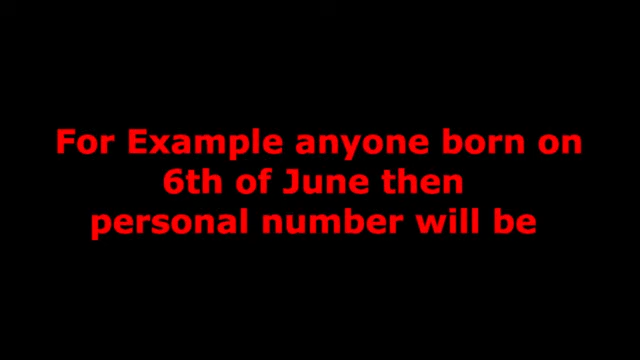 For Example anyone born on
6th of June then
personal number will be